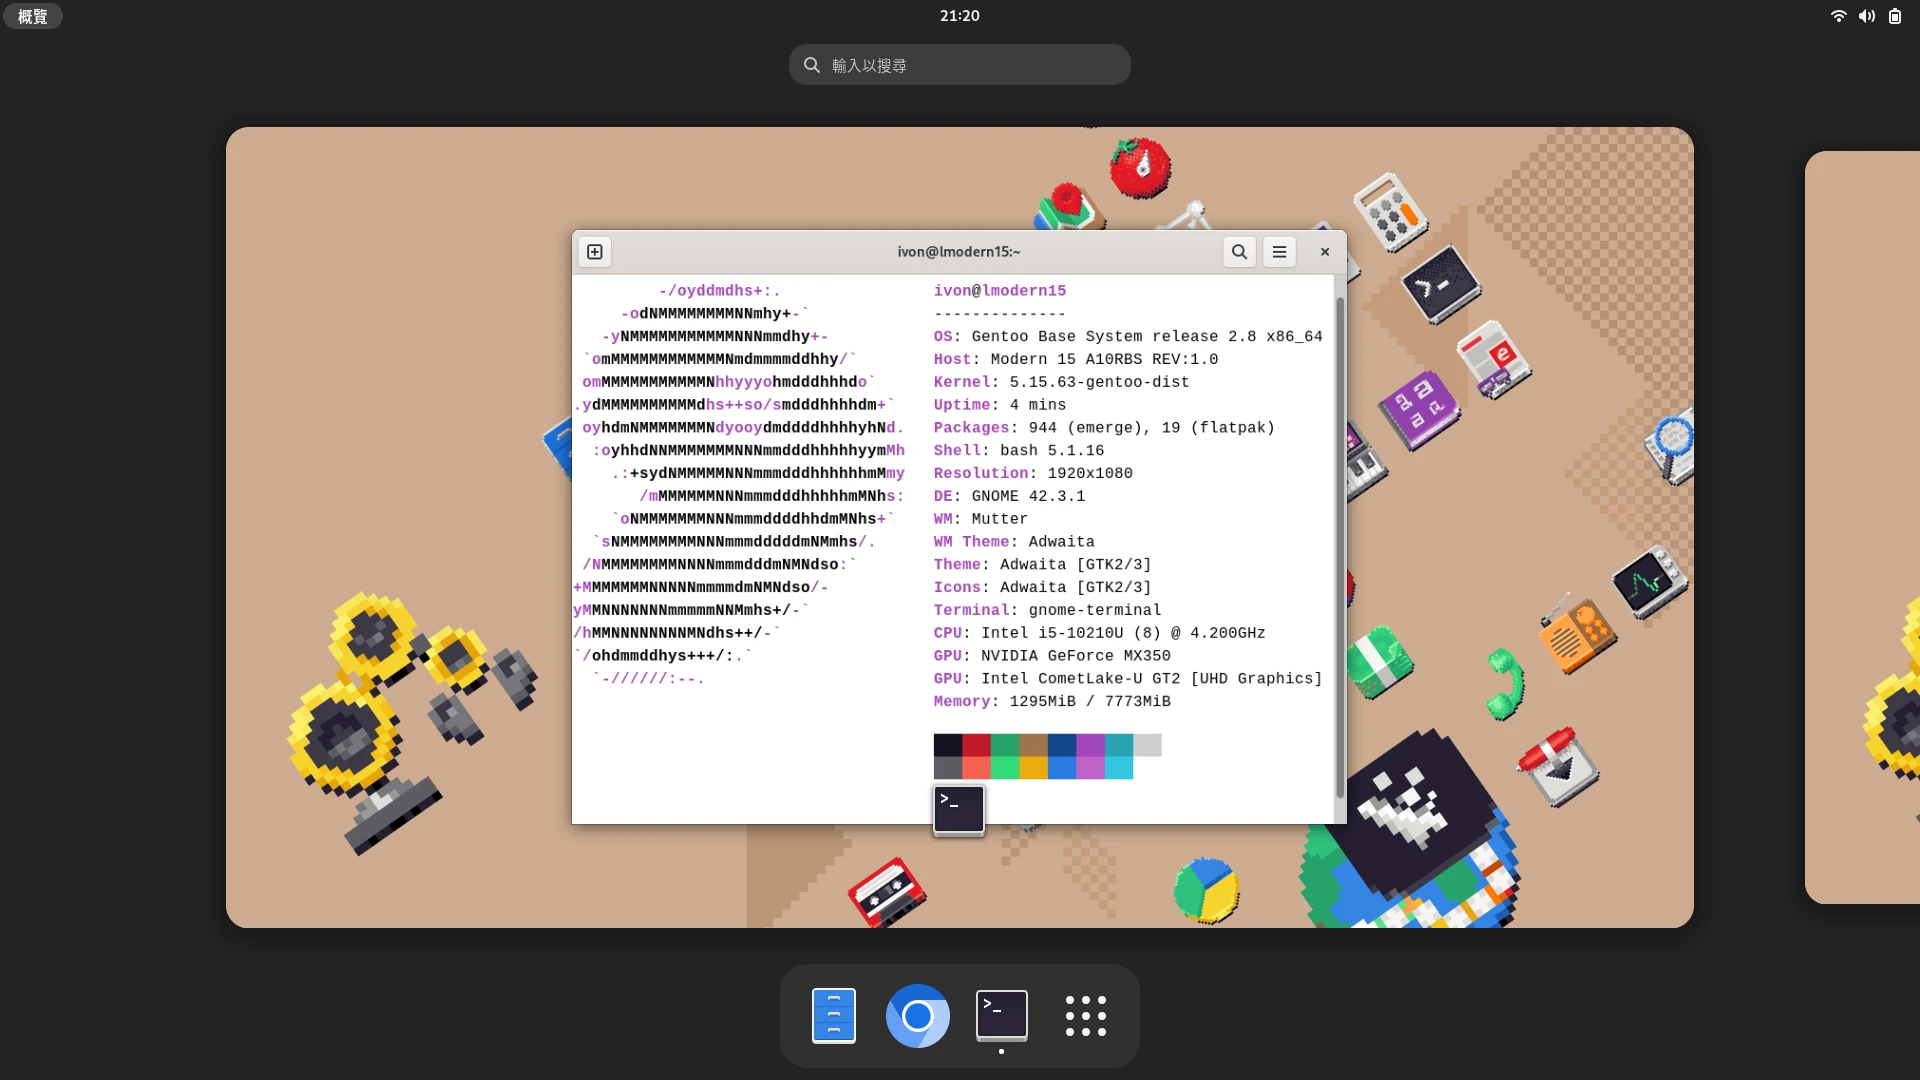 概覽
21:20
輸入以搜尋
ivon@lmodern15:~
-/oyddmdhs+:.
-odNMMMMMMMMNNmhy+-`
-yNMMMMMMMMMMMNNNmmdhy+-
`omMMMMMMMMMMMMNmdmmmmddhhy/`
omMMMMMMMMMMMNhhyyyohmdddhhhdo`
.ydMMMMMMMMMMdhs++so/smdddhhhhdm+`
oyhdmNMMMMMMMNdyooydmddddhhhhyhNd.
:oyhhdNNMMMMMMMNNNmmdddhhhhhyymMh
.:+sydNMMMMMNNNmmmdddhhhhhhmMmy
/mMMMMMMNNNmmmdddhhhhhmMNhs:
`oNMMMMMMMNNNmmmddddhhdmMNhs+`
`sNMMMMMMMMNNNmmmdddddmNMmhs/.
/NMMMMMMMMNNNNmmmdddmNMNdso:`
+MMMMMMMNNNNNmmmmdmNMNdso/-
yMMNNNNNNNmmmmmNNMmhs+/-`
/hMMNNNNNNNNMNdhs++/-`
`/ohdmmddhys+++/:.`
`-//////:--.
ivon@lmodern15
--------------
OS: Gentoo Base System release 2.8 x86_64
Host: Modern 15 A10RBS REV:1.0
Kernel: 5.15.63-gentoo-dist
Uptime: 4 mins
Packages: 944 (emerge), 19 (flatpak)
Shell: bash 5.1.16
Resolution: 1920x1080
DE: GNOME 42.3.1
WM: Mutter
WM Theme: Adwaita
Theme: Adwaita [GTK2/3]
Icons: Adwaita [GTK2/3]
Terminal: gnome-terminal
CPU: Intel i5-10210U (8) @ 4.200GHz
GPU: NVIDIA GeForce MX350
GPU: Intel CometLake-U GT2 [UHD Graphics]
Memory: 1295MiB / 7773MiB